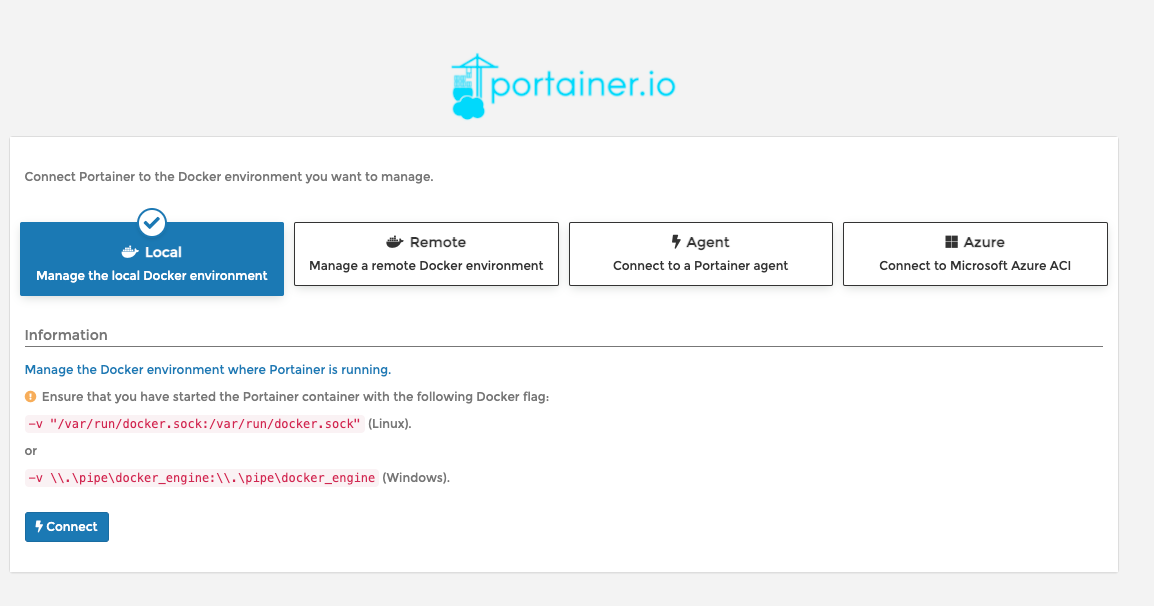 portainer.io
Connect Portainer to the Docker environment you want to manage.
Local
Manage the local Docker environment
Remote
Manage a remote Docker environment
Agent
Connect to a Portainer agent
Azure
Connect to Microsoft Azure ACI
Information
Manage the Docker environment where Portainer is running.
Ensure that you have started the Portainer container with the following Docker flag:
-v "/var/run/docker.sock:/var/run/docker.sock" (Linux).
or
-v \\.\pipe\docker_engine:\\.\pipe\docker_engine (Windows).
Connect